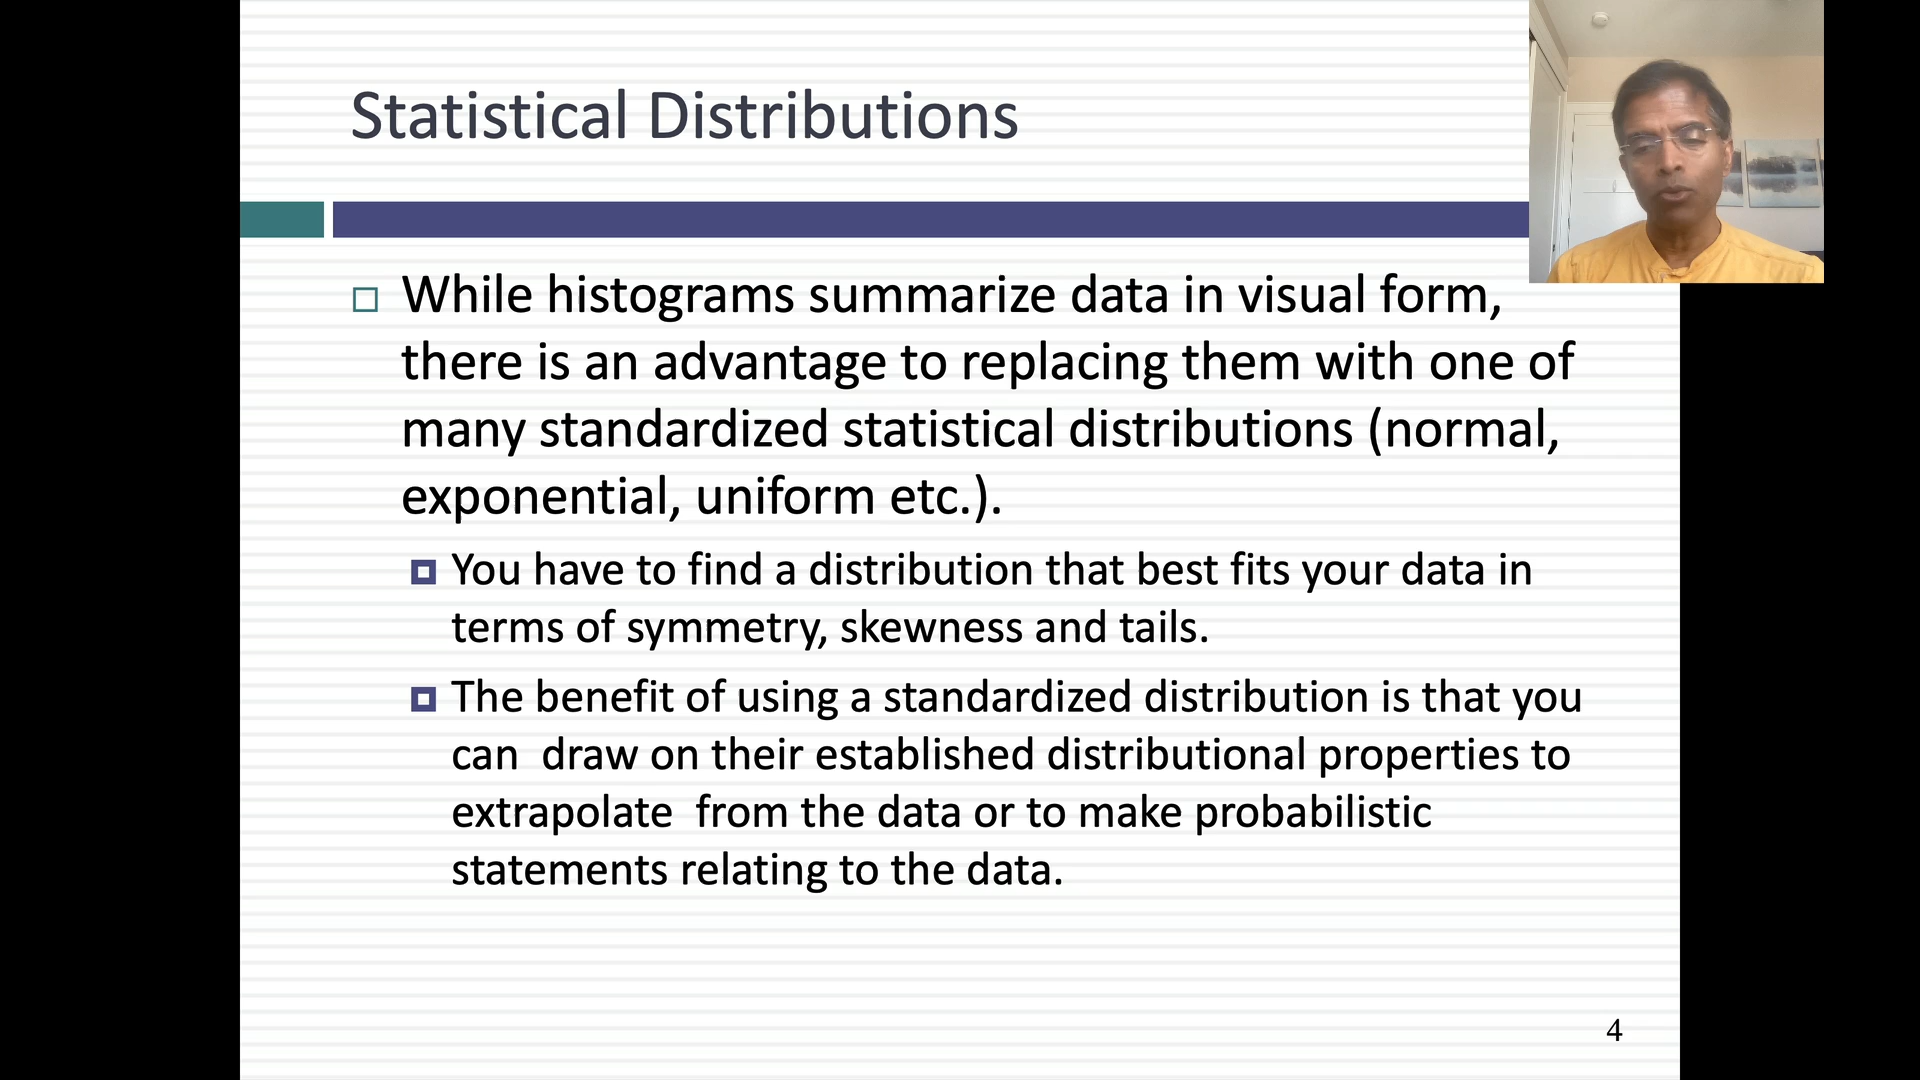 Statistical Distributions
While histograms summarize data in visual form,
there is an advantage to replacing them with one of
many standardized statistical distributions (normal,
exponential, uniform etc.).
You have to find a distribution that best fits your data in
terms of symmetry, skewness and tails.
The benefit of using a standardized distribution is that you
can draw on their established distributional properties to
extrapolate from the data or to make probabilistic
statements relating to the data.
4